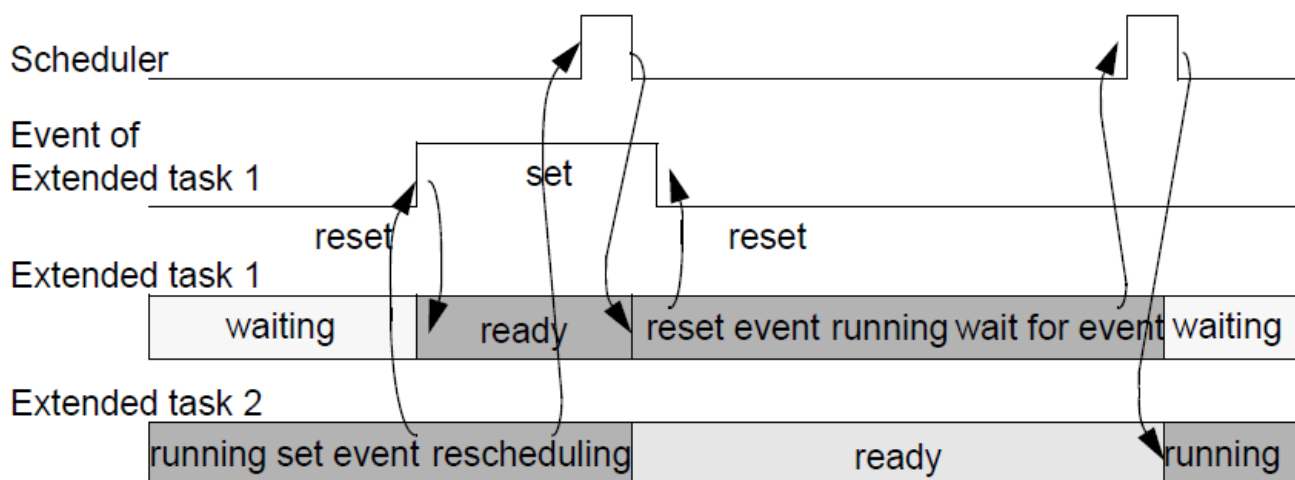 Scheduler
Event of
Extended task 1
set
reset
reset
Extended task 1
waiting
ready
reset event running wait for event
waiting
Extended task 2
running set event rescheduling
ready
running